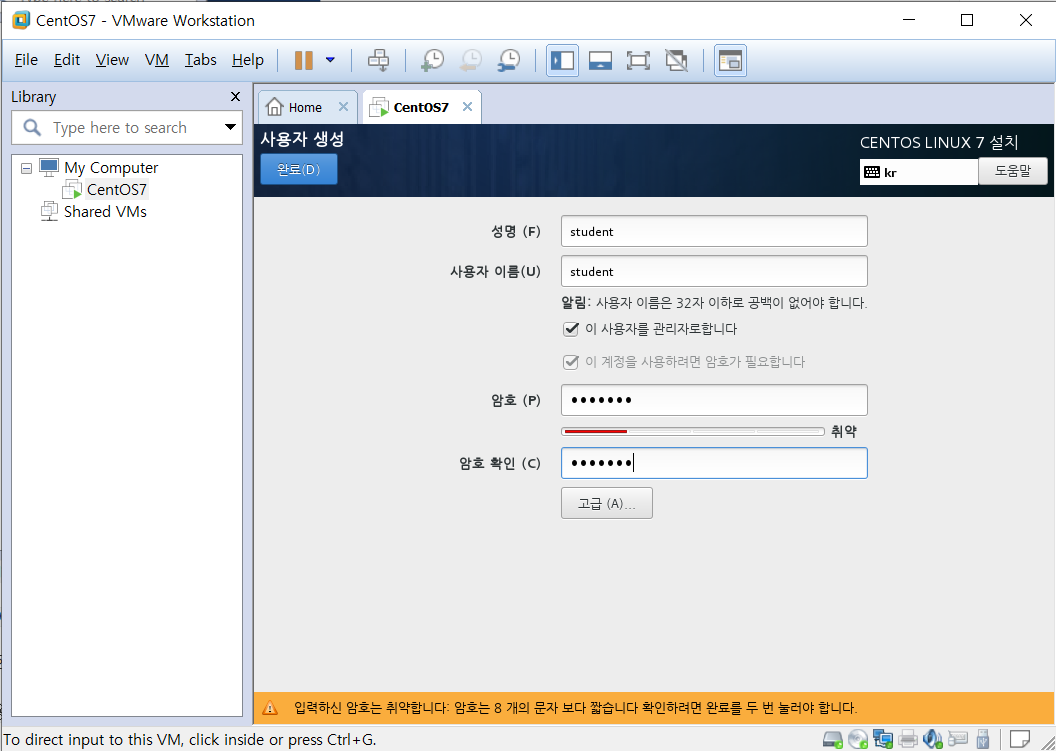 CentOS7 - VMware Workstation
File Edit View VM Tabs Help
Library
Type here to search
My Computer
CentOS7
Shared VMs
Home
CentOS7
사용자 생성
완료(D)
CENTOS LINUX 7 설치
kr
도움말
성명 (F)
student
사용자 이름(U)
student
알림: 사용자 이름은 32자 이하로 공백이 없어야 합니다.
이 사용자를 관리자로합니다
이 계정을 사용하려면 암호가 필요합니다
암호 (P)
•••••••
취약
암호 확인 (C)
•••••••
고급 (A)...
입력하신 암호는 취약합니다: 암호는 8 개의 문자 보다 짧습니다 확인하려면 완료를 두 번 눌러야 합니다.
To direct input to this VM, click inside or press Ctrl+G.